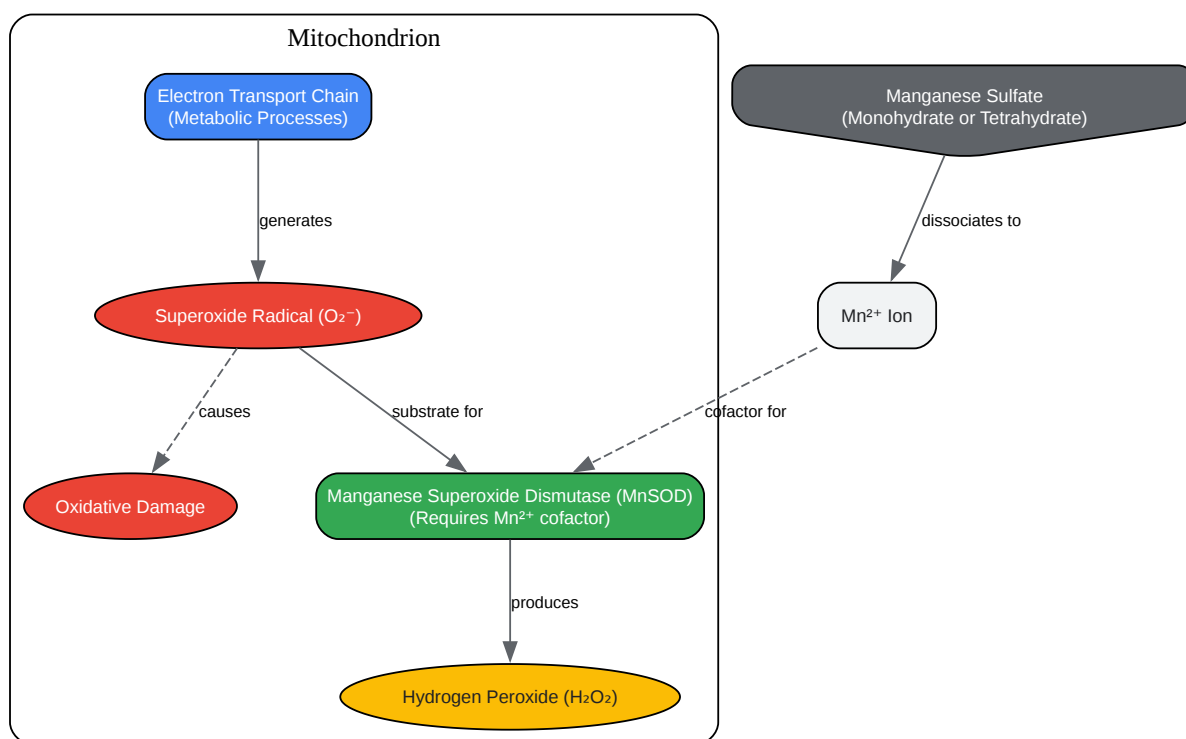 Mitochondrion
Electron Transport Chain
(Metabolic Processes)
Manganese Sulfate
(Monohydrate or Tetrahydrate)
generates
dissociates to
Superoxide Radical (O₂⁻)
Mn²⁺ Ion
causes
substrate for
cofactor for
Oxidative Damage
Manganese Superoxide Dismutase (MnSOD)
(Requires Mn²⁺ cofactor)
produces
Hydrogen Peroxide (H₂O₂)